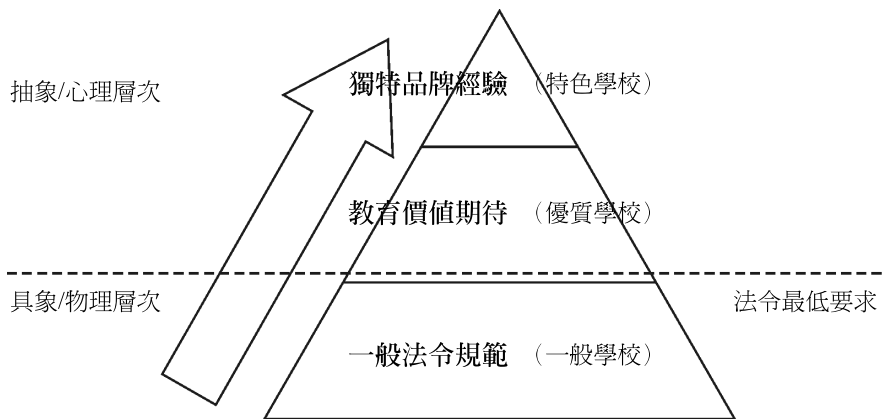 獨特品牌經驗（特色學校）
抽象/心理層次
教育價值期待（優質學校）
具象/物理層次
法令最低要求
一般法令規範（一般學校）